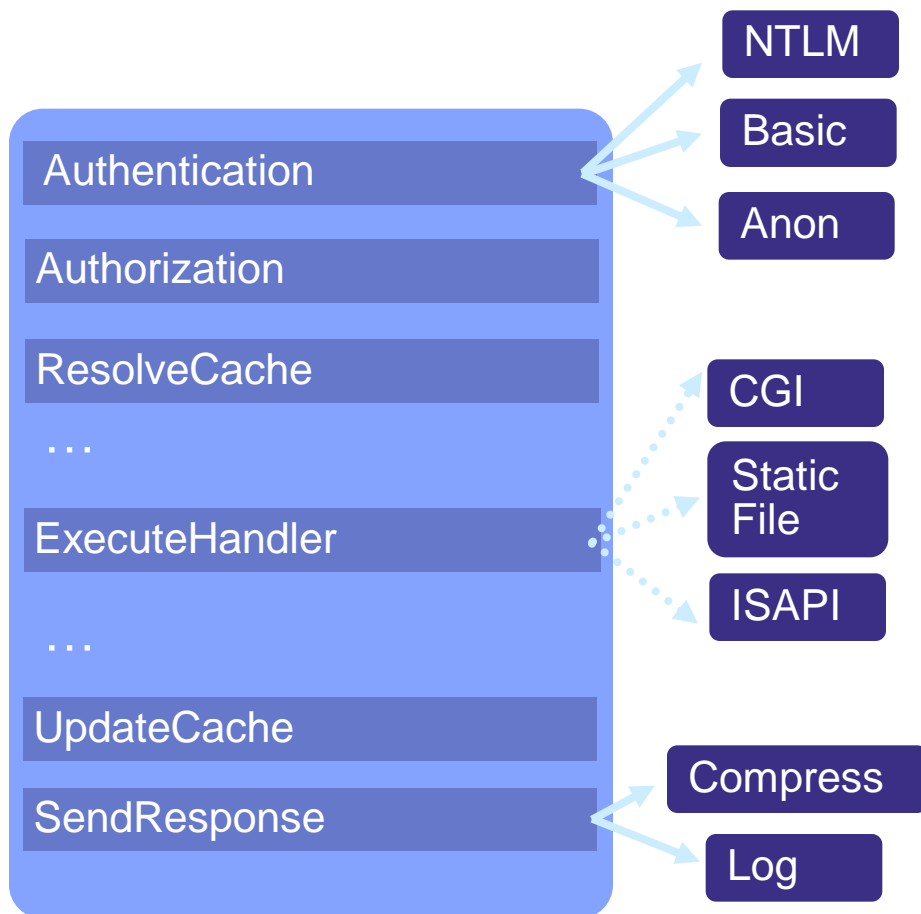 NTLM
Basic
Authentication
Anon
Authorization
ResolveCache
CGI
...
Static
File
ExecuteHandler
ISAPI
...
UpdateCache
Compress
SendResponse
Log